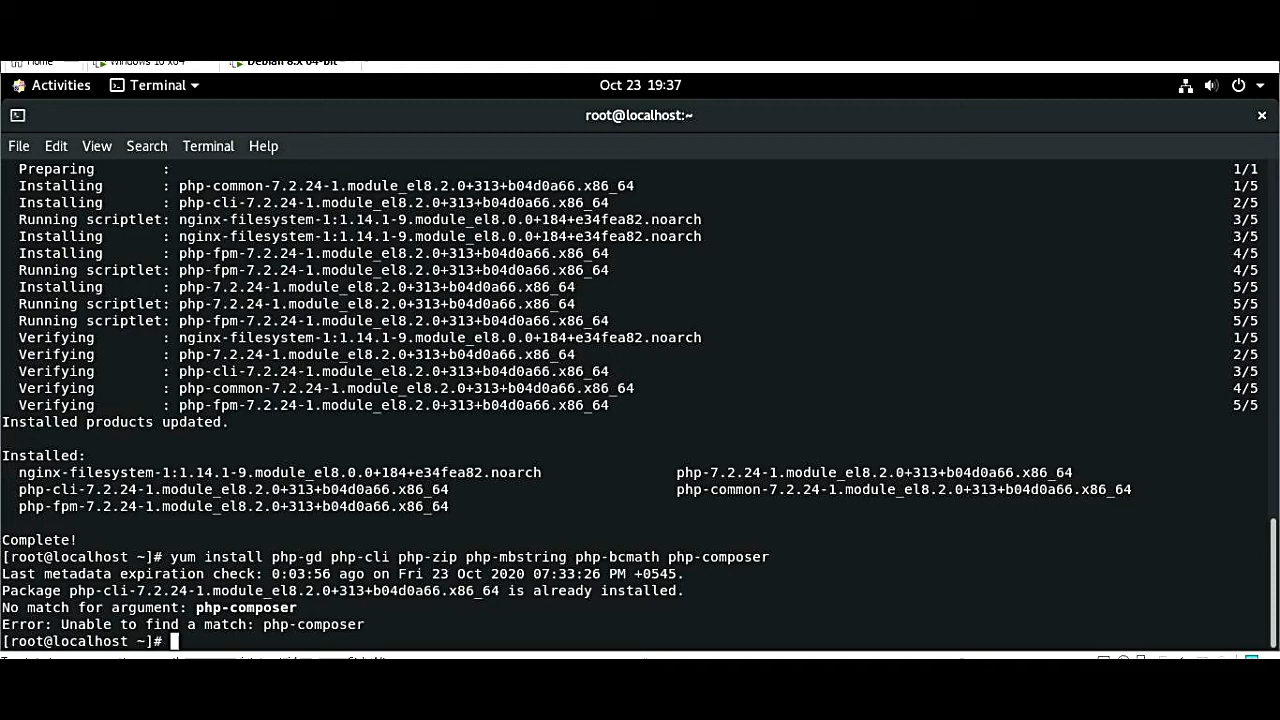 Home Windows 10 x64 Debian 8.x 64-bit
Activities Terminal Oct 23 19:37
root@localhost:~ ×
File Edit View Search Terminal Help
Preparing : 1/1
Installing : php-common-7.2.24-1.module_el8.2.0+313+b04d0a66.x86_64 1/5
Installing : php-cli-7.2.24-1.module_el8.2.0+313+b04d0a66.x86_64 2/5
Running scriptlet: nginx-filesystem-1:1.14.1-9.module_el8.0.0+184+e34fea82.noarch 3/5
Installing : nginx-filesystem-1:1.14.1-9.module_el8.0.0+184+e34fea82.noarch 3/5
Installing : php-fpm-7.2.24-1.module_el8.2.0+313+b04d0a66.x86_64 4/5
Running scriptlet: php-fpm-7.2.24-1.module_el8.2.0+313+b04d0a66.x86_64 4/5
Installing : php-7.2.24-1.module_el8.2.0+313+b04d0a66.x86_64 5/5
Running scriptlet: php-7.2.24-1.module_el8.2.0+313+b04d0a66.x86_64 5/5
Running scriptlet: php-fpm-7.2.24-1.module_el8.2.0+313+b04d0a66.x86_64 5/5
Verifying : nginx-filesystem-1:1.14.1-9.module_el8.0.0+184+e34fea82.noarch 1/5
Verifying : php-7.2.24-1.module_el8.2.0+313+b04d0a66.x86_64 2/5
Verifying : php-cli-7.2.24-1.module_el8.2.0+313+b04d0a66.x86_64 3/5
Verifying : php-common-7.2.24-1.module_el8.2.0+313+b04d0a66.x86_64 4/5
Verifying : php-fpm-7.2.24-1.module_el8.2.0+313+b04d0a66.x86_64 5/5
Installed products updated.
Installed:
nginx-filesystem-1:1.14.1-9.module_el8.0.0+184+e34fea82.noarch php-7.2.24-1.module_el8.2.0+313+b04d0a66.x86_64
php-cli-7.2.24-1.module_el8.2.0+313+b04d0a66.x86_64 php-common-7.2.24-1.module_el8.2.0+313+b04d0a66.x86_64
php-fpm-7.2.24-1.module_el8.2.0+313+b04d0a66.x86_64
Complete!
[root@localhost ~]# yum install php-gd php-cli php-zip php-mbstring php-bcmath php-composer
Last metadata expiration check: 0:03:56 ago on Fri 23 Oct 2020 07:33:26 PM +0545.
Package php-cli-7.2.24-1.module_el8.2.0+313+b04d0a66.x86_64 is already installed.
No match for argument: php-composer
Error: Unable to find a match: php-composer
[root@localhost ~]#